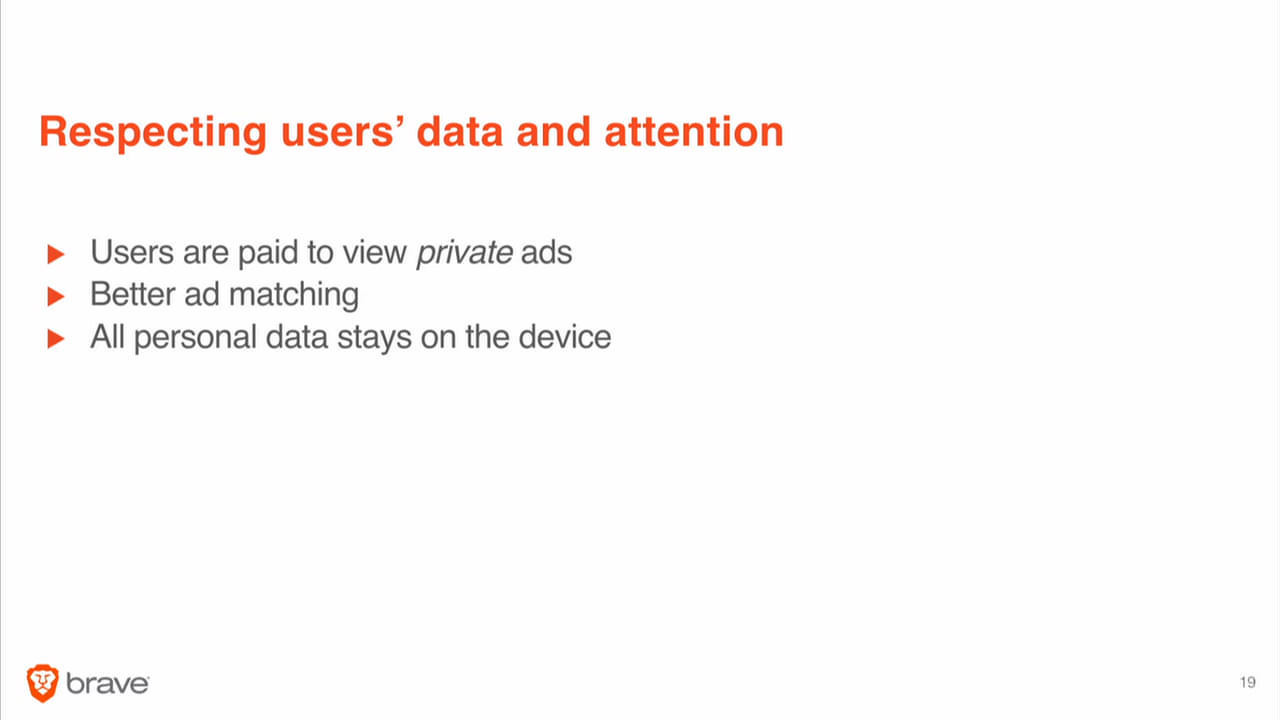 Respecting users’ data and attention
Users are paid to view private ads
Better ad matching
All personal data stays on the device
brave
19